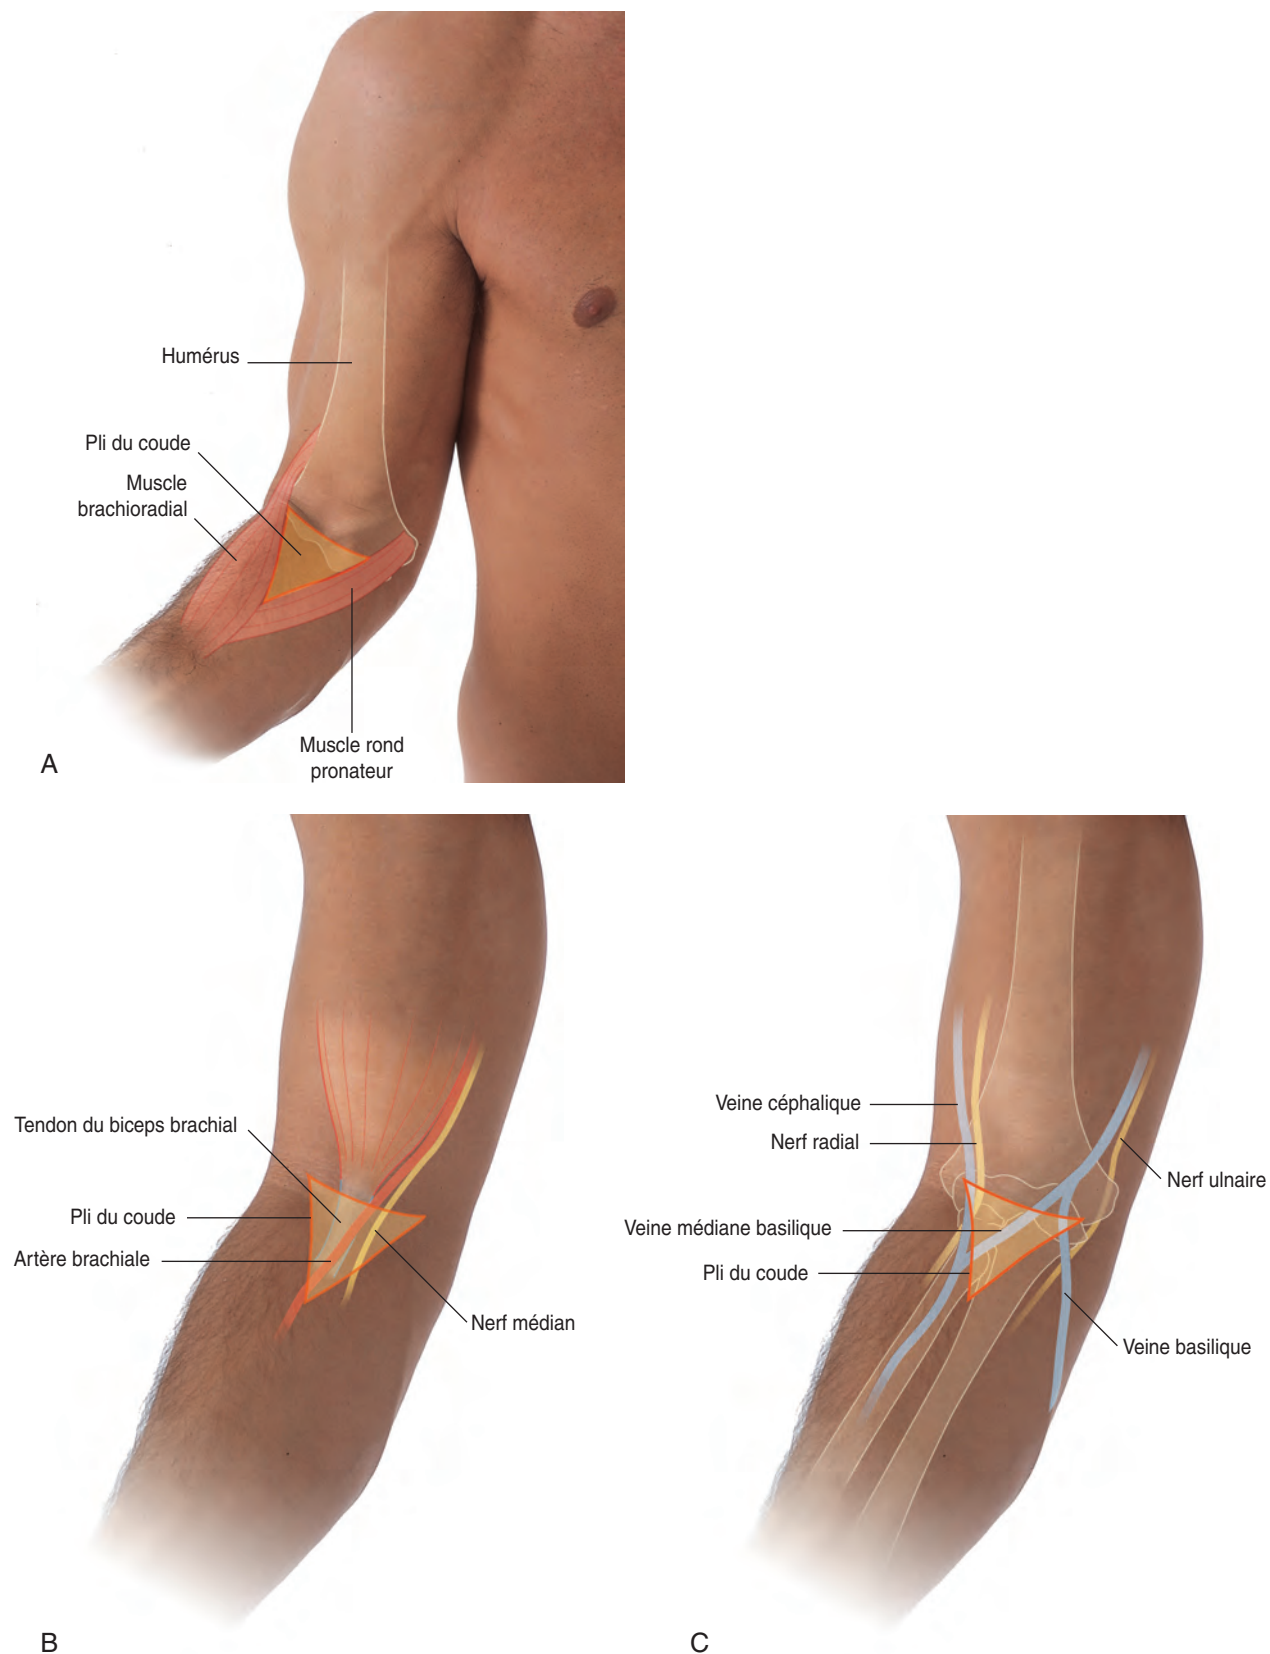 Humérus
Pli du coude
Muscle
brachioradial
Muscle rond
pronateur
A
Tendon du biceps brachial
Pli du coude
Artère brachiale
Nerf médian
B
Veine céphalique
Nerf radial
Nerf ulnaire
Veine médiane basilique
Pli du coude
Veine basilique
C